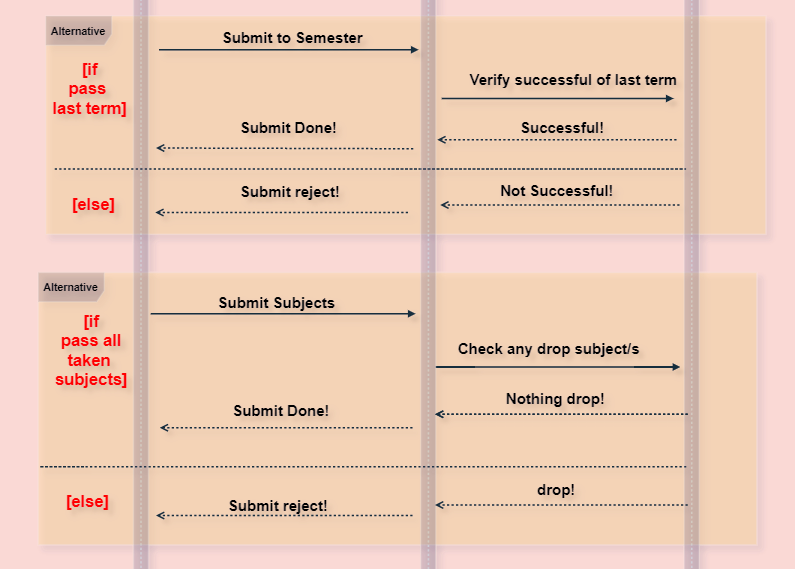 Alternative
Submit to Semester
[if
pass
last term]
Verify successful of last term
Submit Done!
Successful!
[else]
Submit reject!
Not Successful!
Alternative
Submit Subjects
[if
pass all
taken
subjects]
Check any drop subject/s
Nothing drop!
Submit Done!
[else]
drop!
Submit reject!